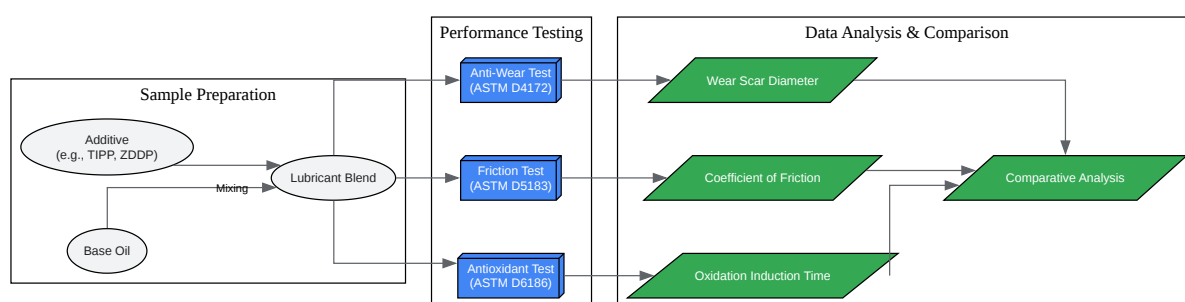 Sample Preparation
Additive
(e.g., TIPP, ZDDP)
Mixing
Base Oil
Lubricant Blend
Performance Testing
Anti-Wear Test
(ASTM D4172)
Friction Test
(ASTM D5183)
Antioxidant Test
(ASTM D6186)
Data Analysis & Comparison
Wear Scar Diameter
Coefficient of Friction
Oxidation Induction Time
Comparative Analysis